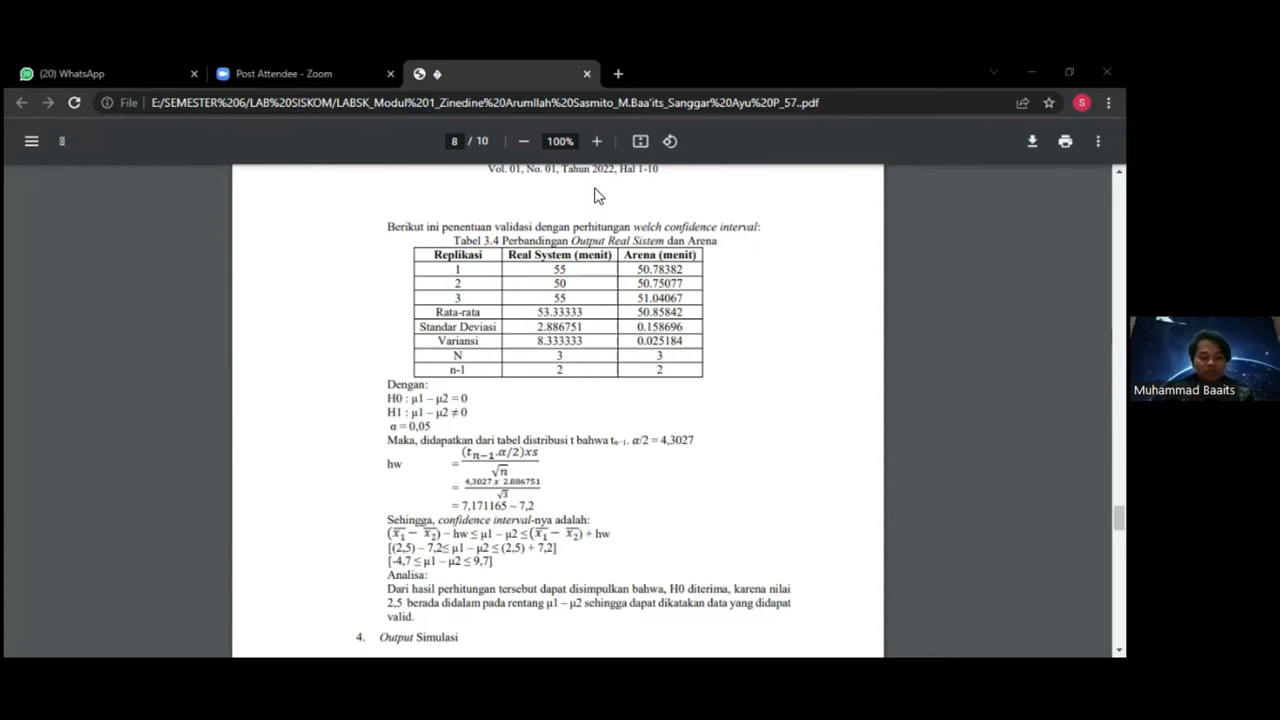 (20) WhatsApp
Post Attendee - Zoom
File E:/SEMESTER%206/LAB%20SISKOM/LABSK_Modul%201_Zinedine%20ArumIlah%20Sasmito_M.Baa'its_Sanggar%20Ayu%20P_57..pdf
S
8 / 10
100%
Vol. 01, No. 01, Tahun 2022, Hal 1-10
Berikut ini penentuan validasi dengan perhitungan welch confidence interval:
Tabel 3.4 Perbandingan Output Real Sistem dan Arena
Replikasi Real System (menit) Arena (menit)
1 55 50.78382
2 50 50.75077
3 55 51.04067
Rata-rata 53.33333 50.85842
Standar Deviasi 2.886751 0.158696
Variansi 8.333333 0.025184
N 3 3
n-1 2 2
Dengan:
H0 : μ1 – μ2 = 0
H1 : μ1 – μ2 ≠ 0
α = 0,05
Maka, didapatkan dari tabel distribusi t bahwa tn-1. α/2 = 4,3027
hw = (tn−1.α/2)xs
√n
= 4,3027 x 2.886751
√3
= 7,171165 ~ 7,2
Sehingga, confidence interval-nya adalah:
(x̅1 − x̅2) – hw ≤ μ1 – μ2 ≤ (x̅1 − x̅2) + hw
[(2,5) – 7,2≤ μ1 – μ2 ≤ (2,5) + 7,2]
[-4,7 ≤ μ1 – μ2 ≤ 9,7]
Analisa:
Dari hasil perhitungan tersebut dapat disimpulkan bahwa, H0 diterima, karena nilai
2,5 berada didalam pada rentang μ1 – μ2 sehingga dapat dikatakan data yang didapat
valid.
4. Output Simulasi
Muhammad Baaits